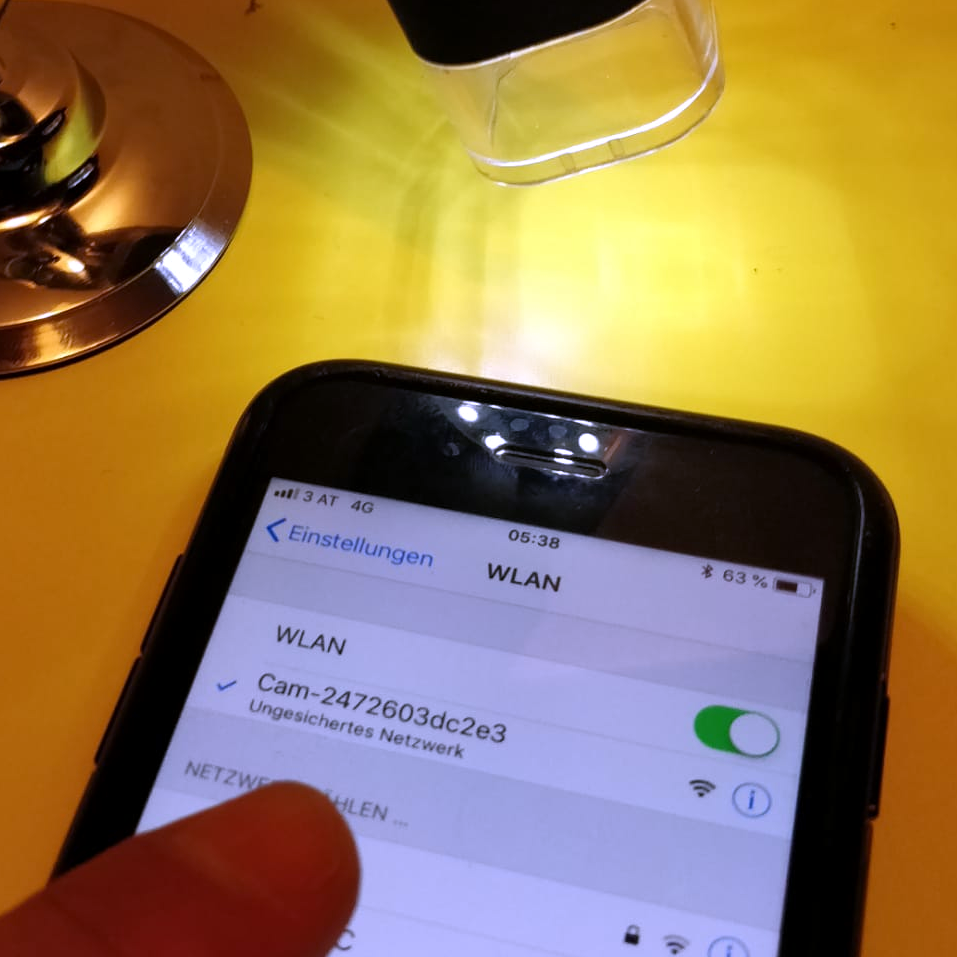 3 AT 4G
05:38
63 %
Einstellungen
WLAN
WLAN
Cam-2472603dc2e3
Ungesichertes Netzwerk